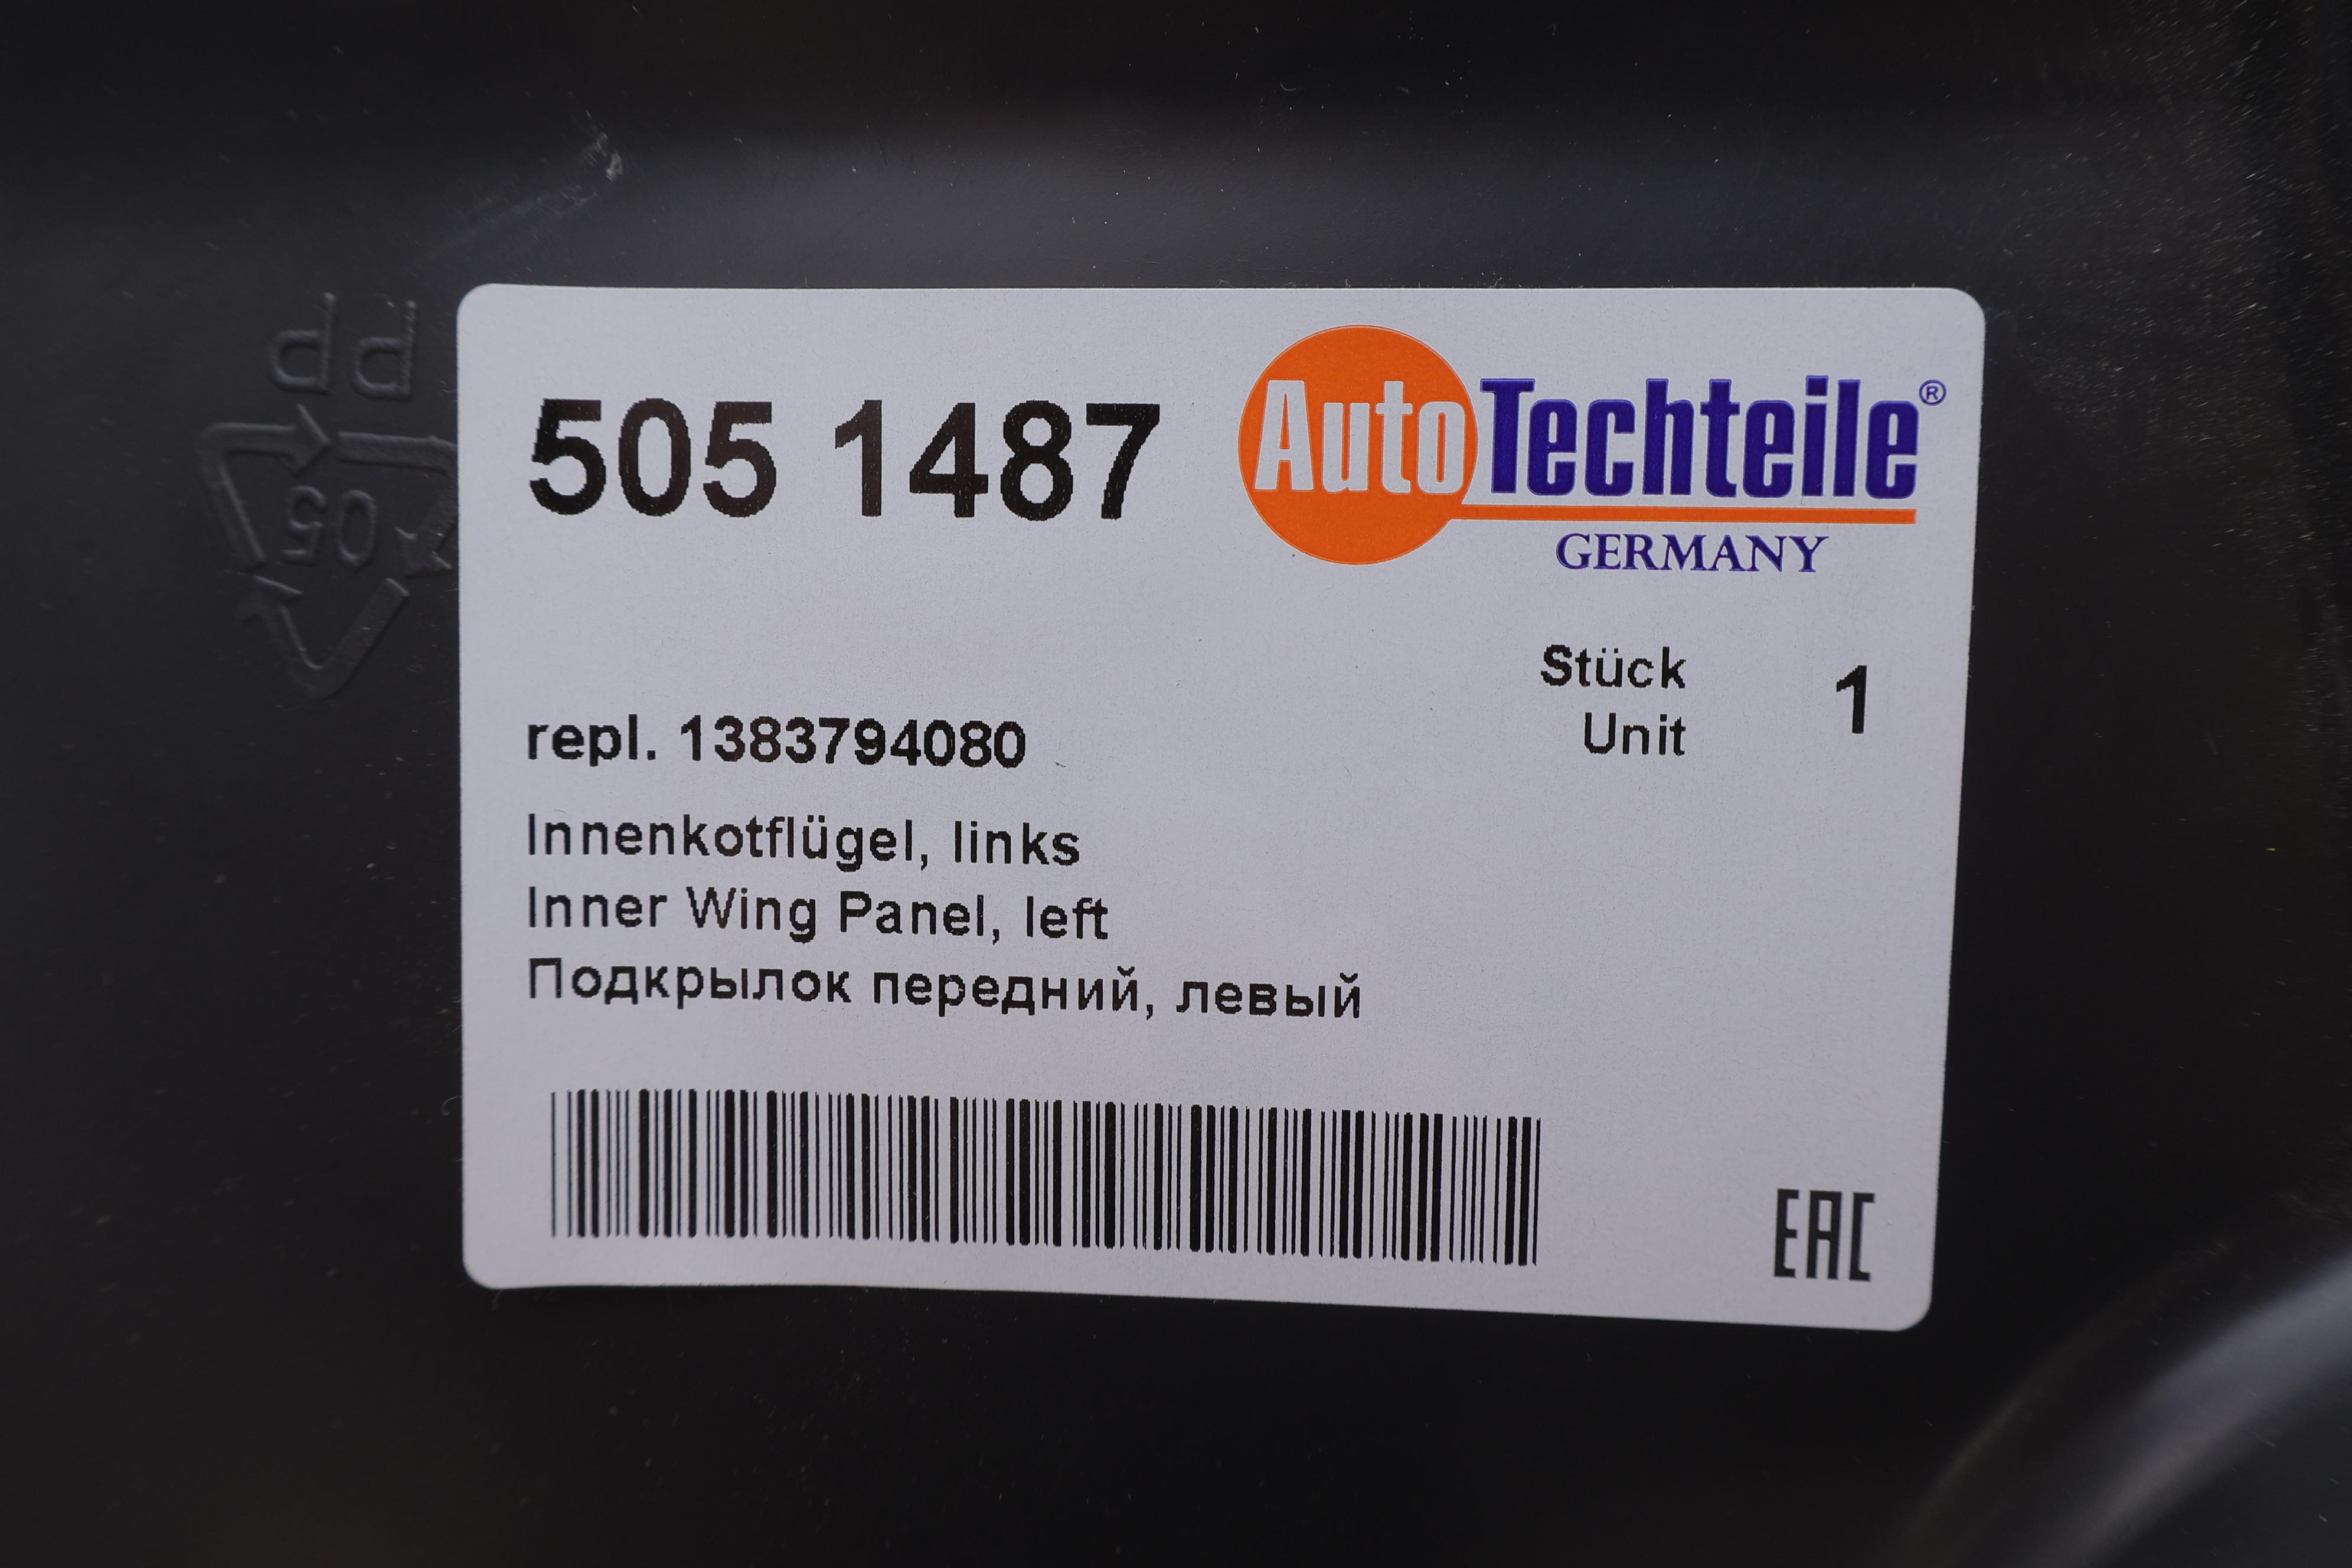 505 1487
AutoTechteile®
GERMANY
Stück
Unit 1
repl. 1383794080
Innenkotflügel, links
Inner Wing Panel, left
Подкрылок передний, левый
EAC
PP
05